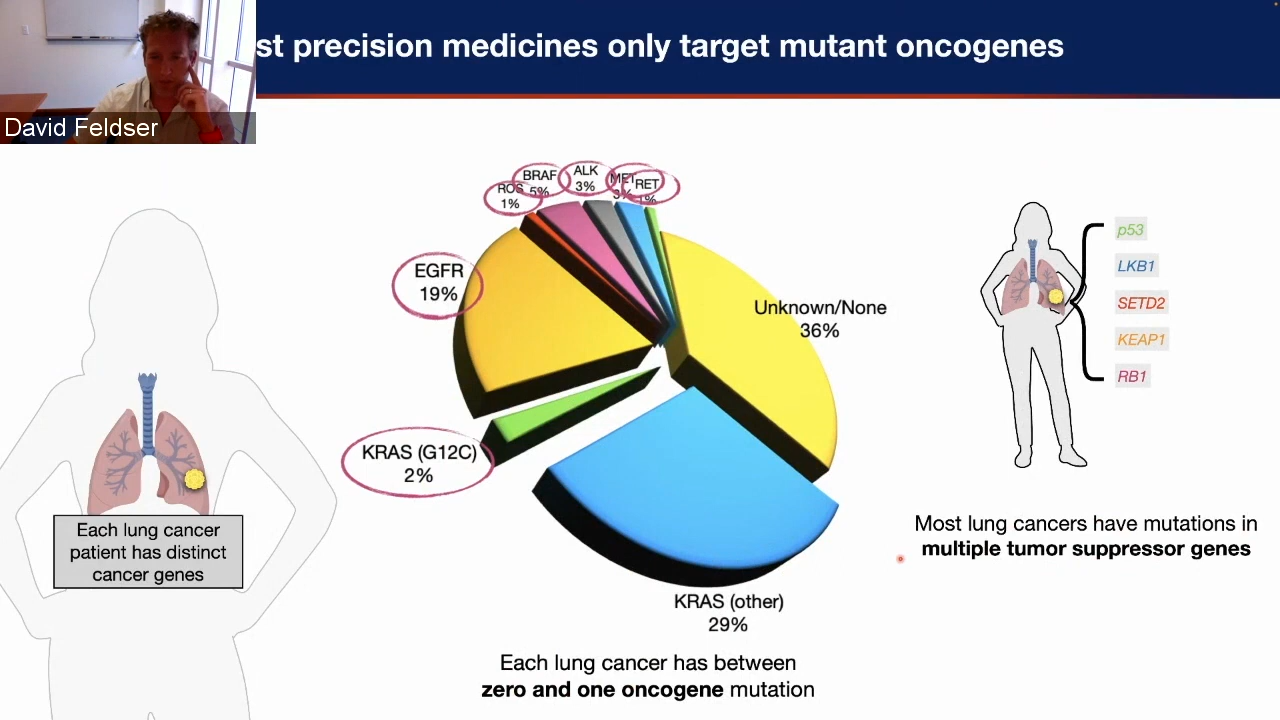 st precision medicines only target mutant oncogenes
David Feldser
ROS
1%
BRAF
5%
ALK
3%
MET
3%
RET
1%
EGFR
19%
Unknown/None
36%
KRAS (G12C)
2%
KRAS (other)
29%
Each lung cancer
patient has distinct
cancer genes
Each lung cancer has between
zero and one oncogene mutation
p53
LKB1
SETD2
KEAP1
RB1
Most lung cancers have mutations in
multiple tumor suppressor genes